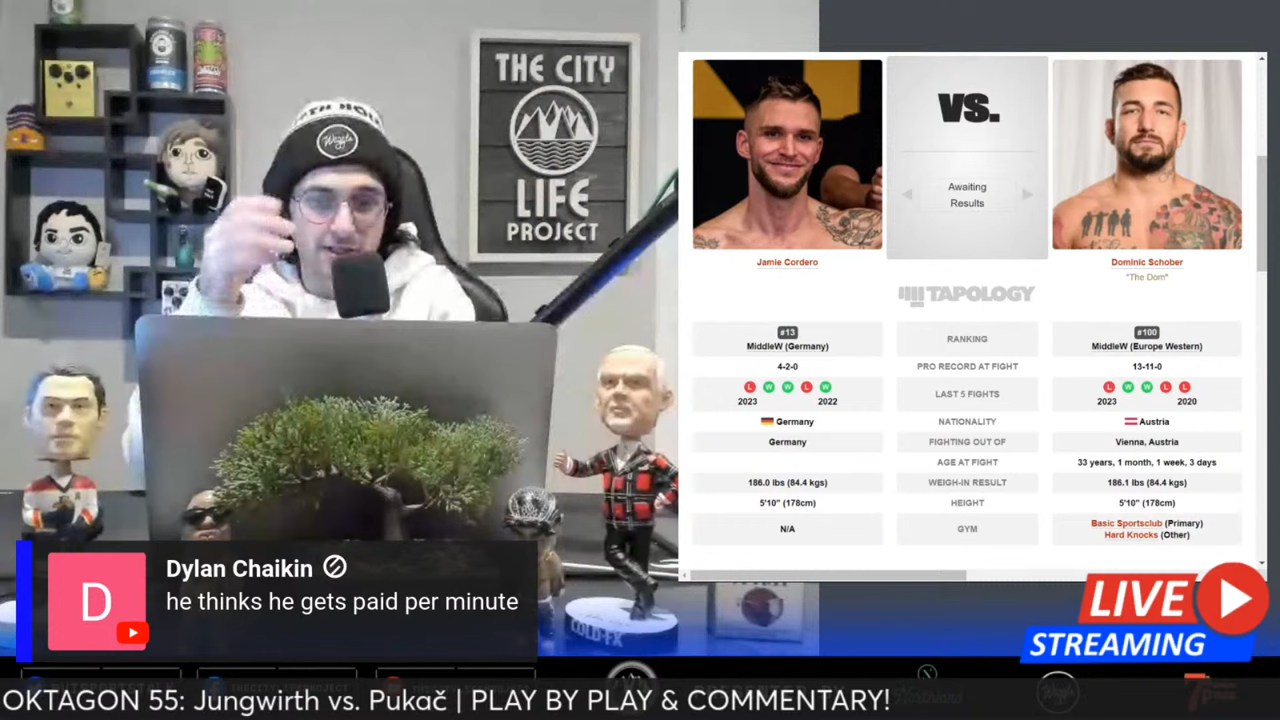 THE CITY
LIFE
PROJECT
Waggle
VS.
Awaiting
Results
Jamie Cordero
Dominic Schober
"The Dom"
TAPOLOGY
#13
MiddleW (Germany)
RANKING
#100
MiddleW (Europe Western)
4-2-0
PRO RECORD AT FIGHT
13-11-0
L W W L W
2023 2022
LAST 5 FIGHTS
L W W L L
2023 2020
Germany
NATIONALITY
Austria
Germany
FIGHTING OUT OF
Vienna, Austria
AGE AT FIGHT
33 years, 1 month, 1 week, 3 days
186.0 lbs (84.4 kgs)
WEIGH-IN RESULT
186.1 lbs (84.4 kgs)
5'10" (178cm)
HEIGHT
5'10" (178cm)
N/A
GYM
Basic Sportsclub (Primary)
Hard Knocks (Other)
D
Dylan Chaikin
he thinks he gets paid per minute
COLD-FX
LIVE
STREAMING
OKTAGON 55: Jungwirth vs. Pukač | PLAY BY PLAY & COMMENTARY!